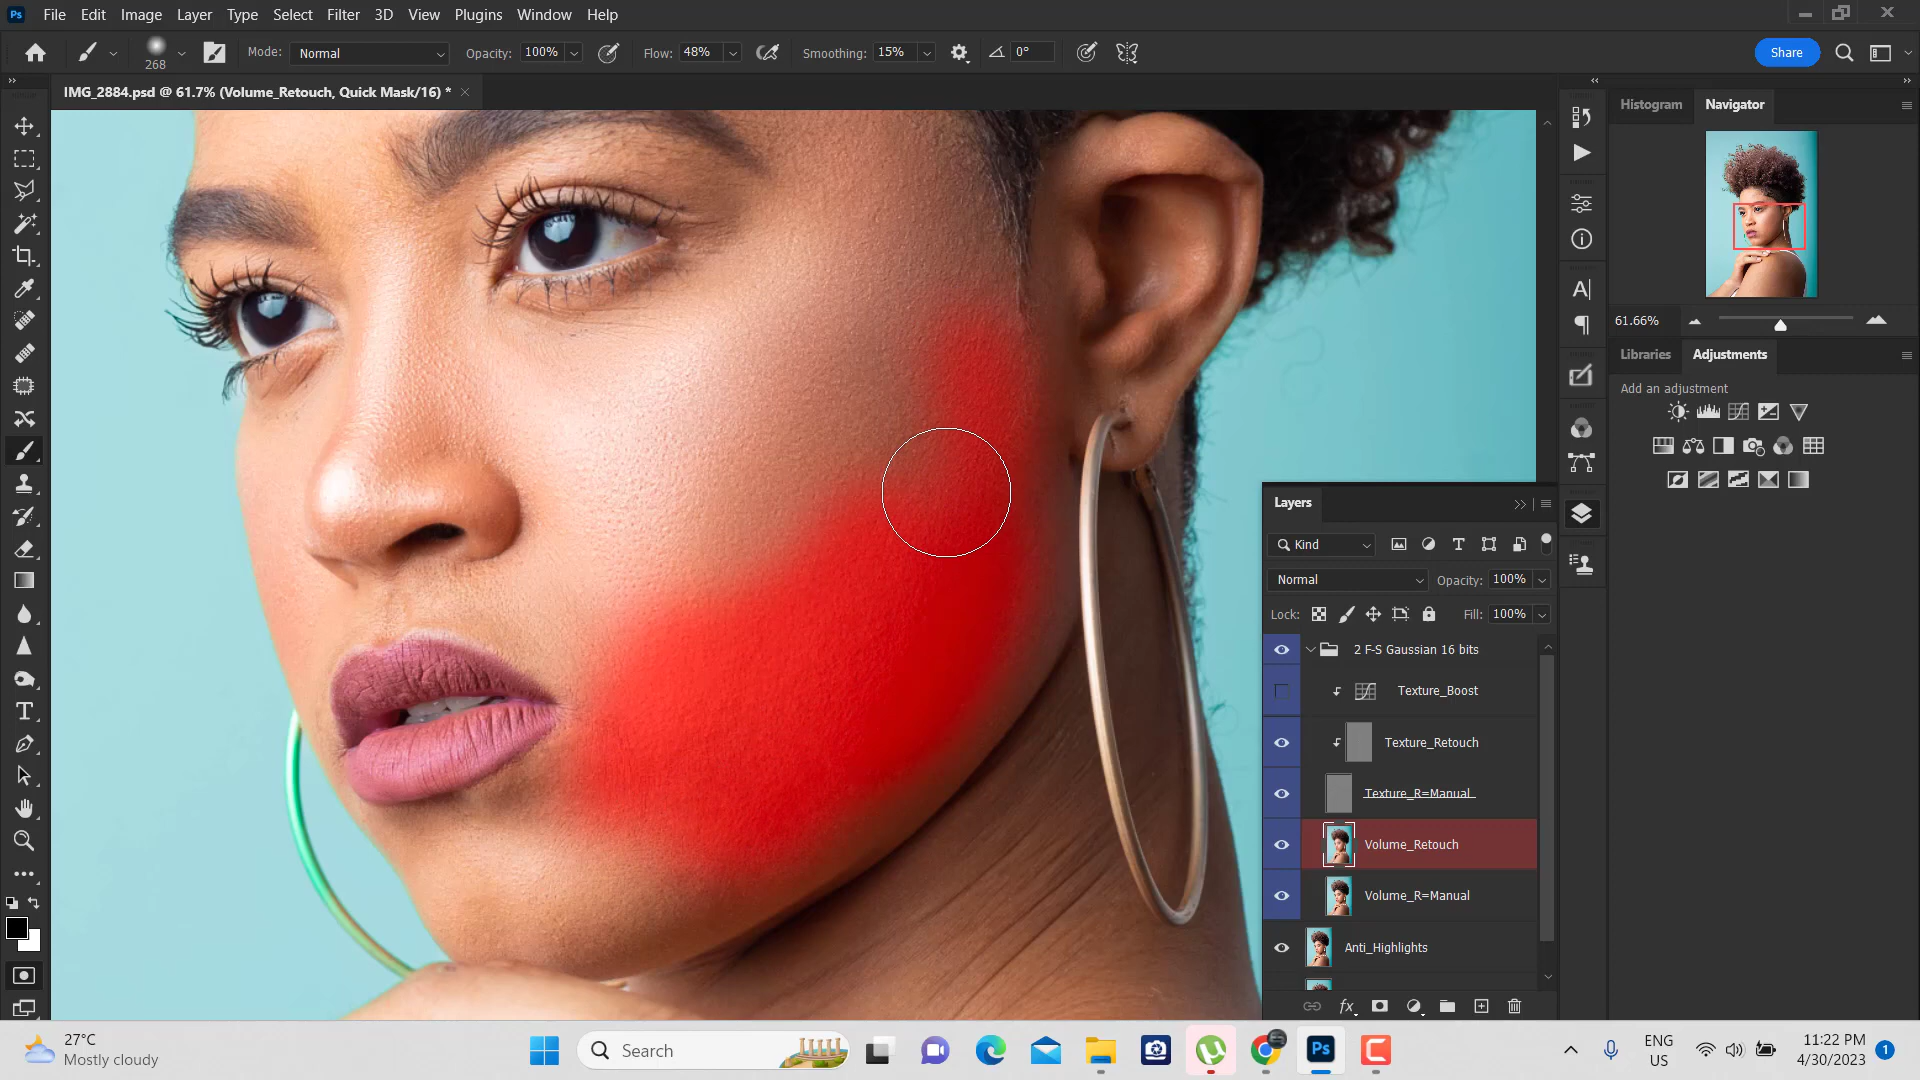 Ps File Edit Image Layer Type Select Filter 3D View Plugins Window Help
268 Mode: Normal Opacity: 100% Flow: 48% Smoothing: 15% 0° Share
IMG_2884.psd @ 61.7% (Volume_Retouch, Quick Mask/16) *
Histogram Navigator
61.66%
Libraries Adjustments
Add an adjustment
Layers
Kind
Normal Opacity: 100%
Lock: Fill: 100%
2 F-S Gaussian 16 bits
Texture_Boost
Texture_Retouch
Texture_R=Manual
Volume_Retouch
Volume_R=Manual
Anti_Highlights
27°C
Mostly cloudy
Search
Ps
ENG
US
11:22 PM
4/30/2023
1